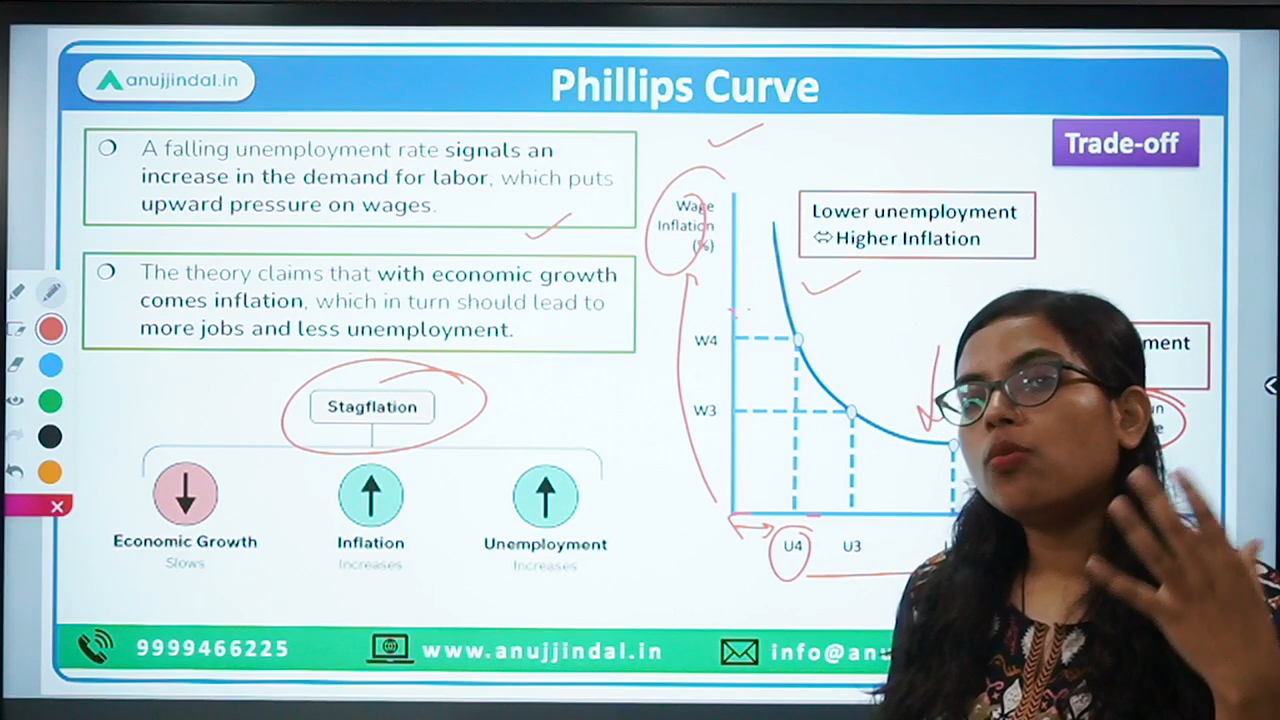 anujjindal.in
Phillips Curve
Trade-off
A falling unemployment rate signals an
increase in the demand for labor, which puts
upward pressure on wages.
The theory claims that with economic growth
comes inflation, which in turn should lead to
more jobs and less unemployment.
Stagflation
Economic Growth
Slows
Inflation
Increases
Unemployment
Increases
Wage
Inflation
(%)
Lower unemployment
⇔ Higher Inflation
W4
W3
U4 U3
9999466225
www.anujjindal.in